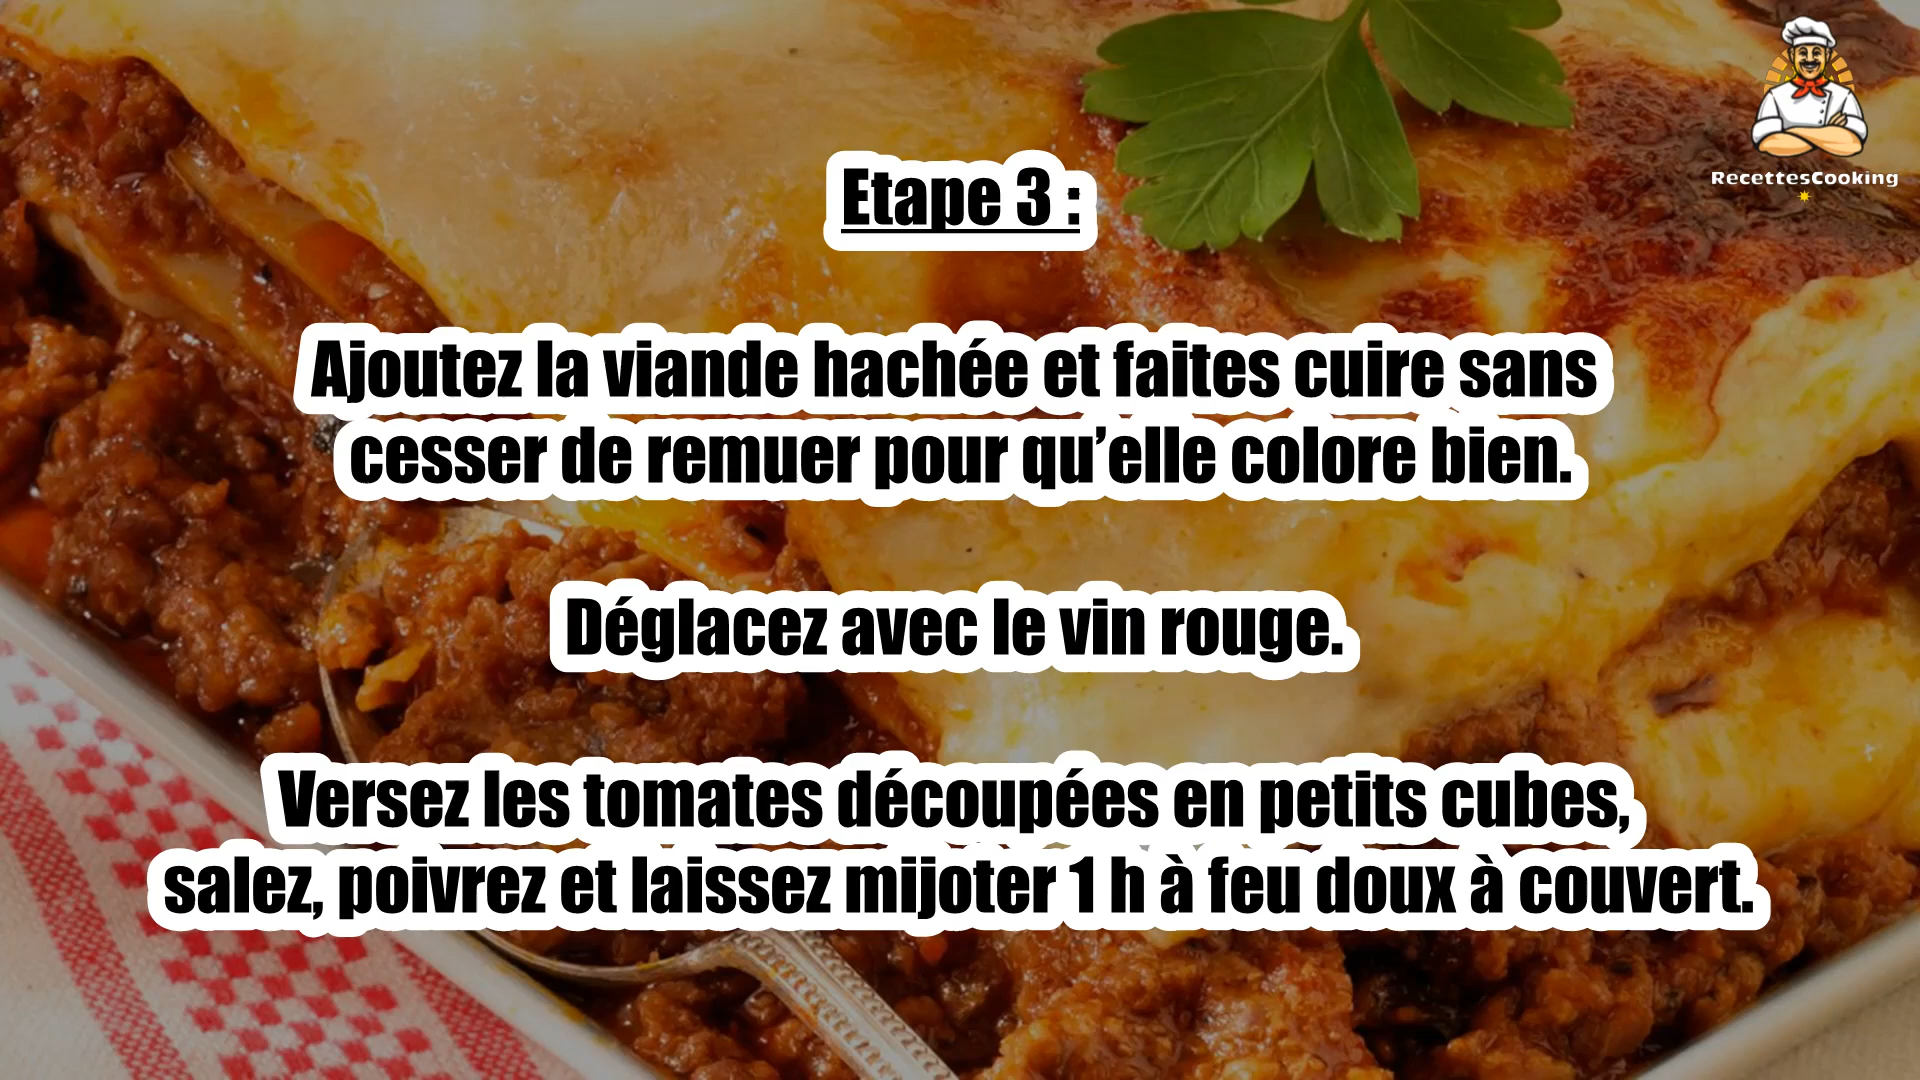 RecettesCooking
Etape 3 :
Ajoutez la viande hachée et faites cuire sans
cesser de remuer pour qu’elle colore bien.
Déglacez avec le vin rouge.
Versez les tomates découpées en petits cubes,
salez, poivrez et laissez mijoter 1 h à feu doux à couvert.